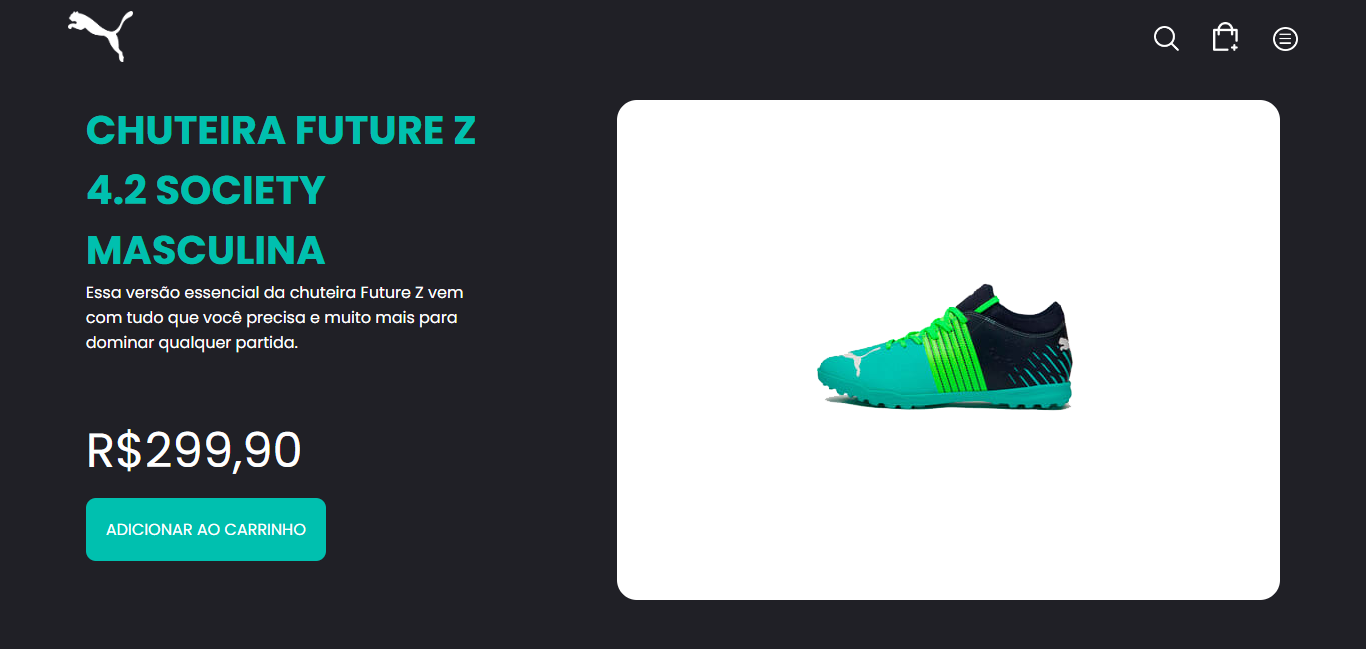 CHUTEIRA FUTURE Z
4.2 SOCIETY
MASCULINA
Essa versão essencial da chuteira Future Z vem
com tudo que você precisa e muito mais para
dominar qualquer partida.
R$299,90
ADICIONAR AO CARRINHO